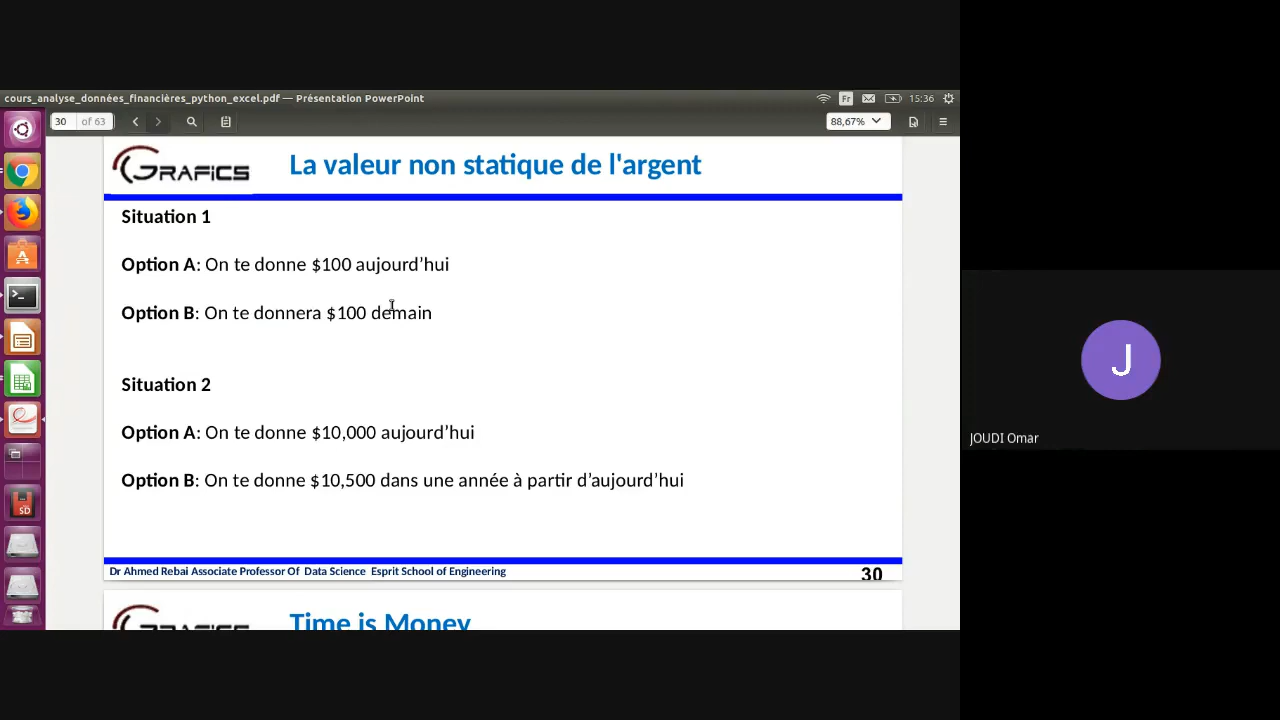 cours_analyse_données_financières_python_excel.pdf — Présentation PowerPoint
Fr
15:36
30 of 63
88,67%
GRAFICS
La valeur non statique de l'argent
Situation 1
Option A: On te donne $100 aujourd'hui
Option B: On te donnera $100 demain
Situation 2
Option A: On te donne $10,000 aujourd'hui
Option B: On te donne $10,500 dans une année à partir d'aujourd'hui
Dr Ahmed Rebai Associate Professor Of Data Science Esprit School of Engineering
30
GRAFICS
Time is Money
SD
J
JOUDI Omar